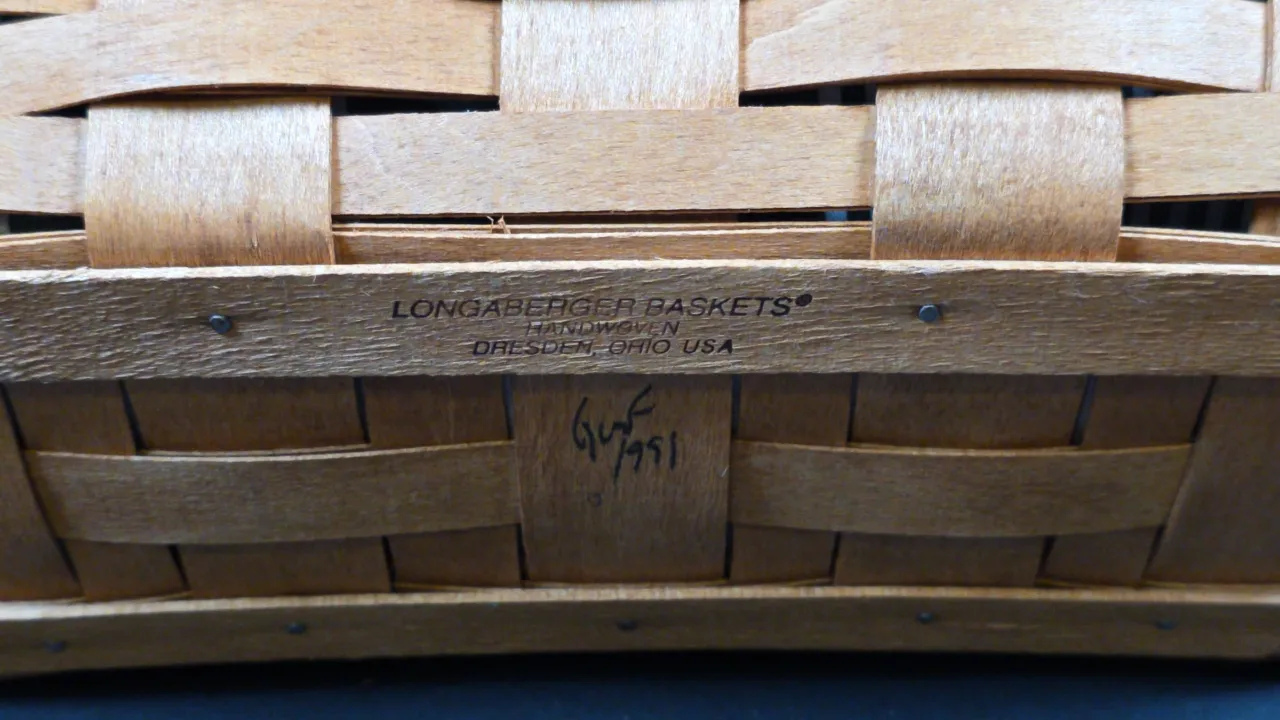 LONGABERGER BASKETS®
HANDWOVEN
DRESDEN, OHIO USA
1991